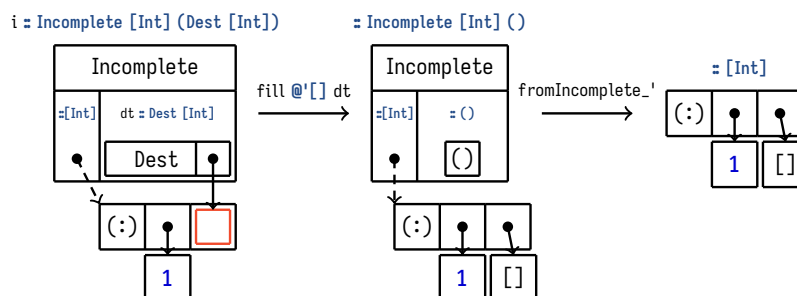 i :: Incomplete [Int] (Dest [Int])
Incomplete
::[Int]
dt :: Dest [Int]
Dest
(:)
1
fill @'[] dt
:: Incomplete [Int] ()
Incomplete
::[Int]
:: ()
()
(:)
1
[]
fromIncomplete_'
:: [Int]
(:)
1
[]